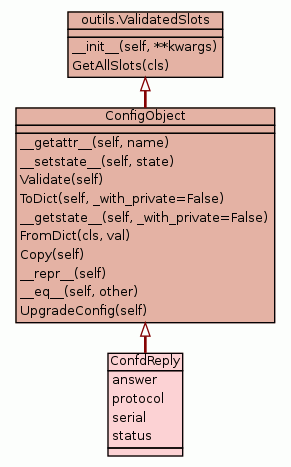 outils.ValidatedSlots
__init__(self, **kwargs)
GetAllSlots(cls)
ConfigObject
__getattr__(self, name)
__setstate__(self, state)
Validate(self)
ToDict(self, _with_private=False)
__getstate__(self, _with_private=False)
FromDict(cls, val)
Copy(self)
__repr__(self)
__eq__(self, other)
UpgradeConfig(self)
ConfdReply
answer
protocol
serial
status